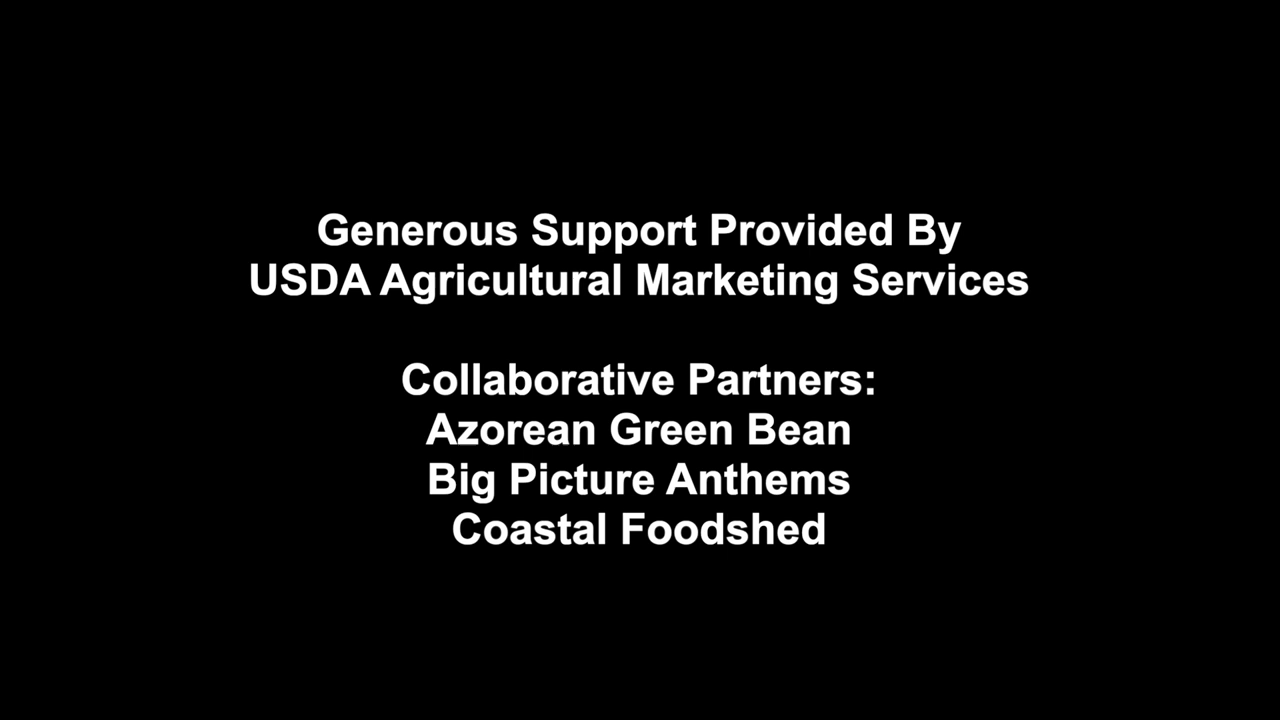 Generous Support Provided By
USDA Agricultural Marketing Services
Collaborative Partners:
Azorean Green Bean
Big Picture Anthems
Coastal Foodshed